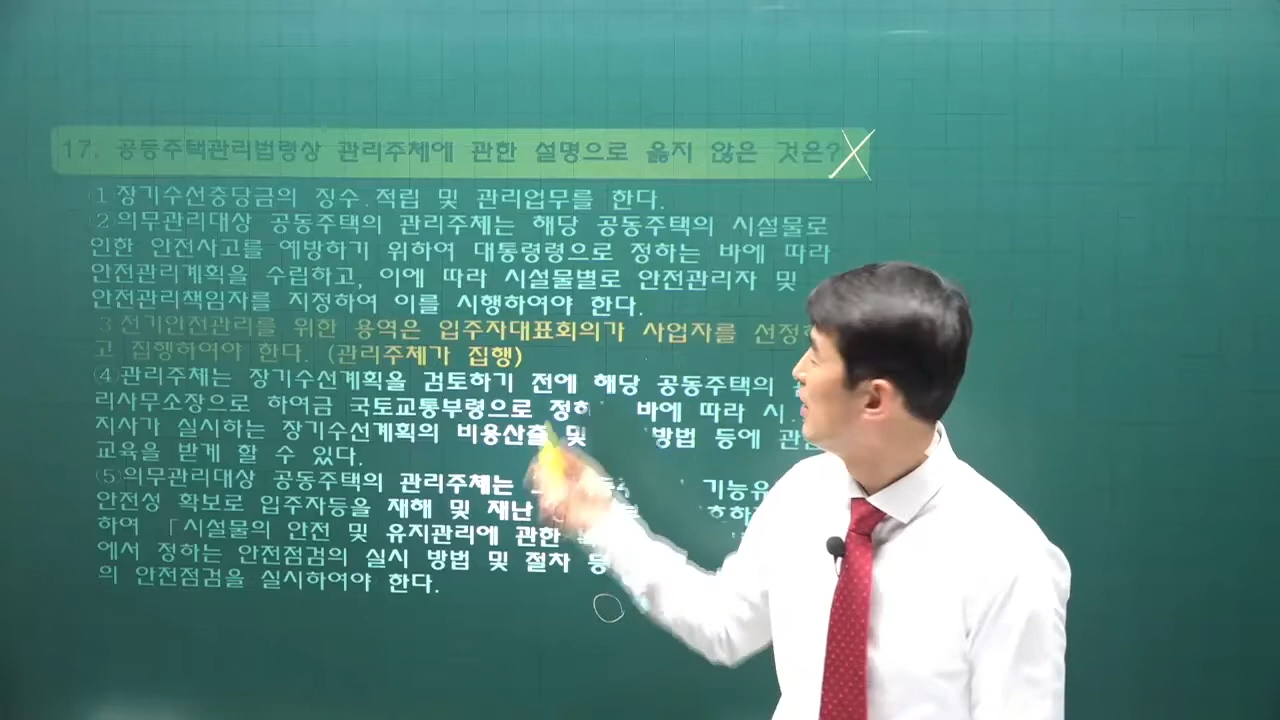 17. 공동주택관리법령상 관리주체에 관한 설명으로 옳지 않은 것은?
① 장기수선충당금의 징수.적립 및 관리업무를 한다.
② 의무관리대상 공동주택의 관리주체는 해당 공동주택의 시설물로
인한 안전사고를 예방하기 위하여 대통령령으로 정하는 바에 따라
안전관리계획을 수립하고, 이에 따라 시설물별로 안전관리자 및
안전관리책임자를 지정하여 이를 시행하여야 한다.
3 전기안전관리를 위한 용역은 입주자대표회의가 사업자를
고 집행하여야 한다. (관리주체가 집행)
④ 관리주체는 장기수선계획을 검토하기 전에 해당 공동주택의
리사무소장으로 하여금 국토교통부령으로 바에 따라 시.
지사가 실시하는 장기수선계획의 비용산출 및 방법 등에
교육을 받게 할 수 있다.
⑤ 의무관리대상 공동주택의 관리주체는
안전성 확보로 입주자등을 재해 및 재난
하여 「시설물의 안전 및 유지관리에 관한
에서 정하는 안전점검의 실시 방법 및 절차
의 안전점검을 실시하여야 한다.